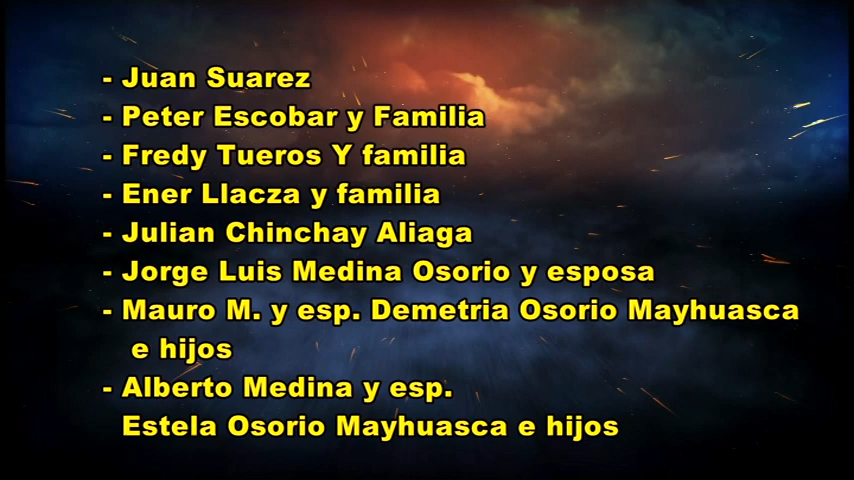 - Juan Suarez
- Peter Escobar y Familia
- Fredy Tueros Y familia
- Ener Llacza y familia
- Julian Chinchay Aliaga
- Jorge Luis Medina Osorio y esposa
- Mauro M. y esp. Demetria Osorio Mayhuasca
e hijos
- Alberto Medina y esp.
Estela Osorio Mayhuasca e hijos